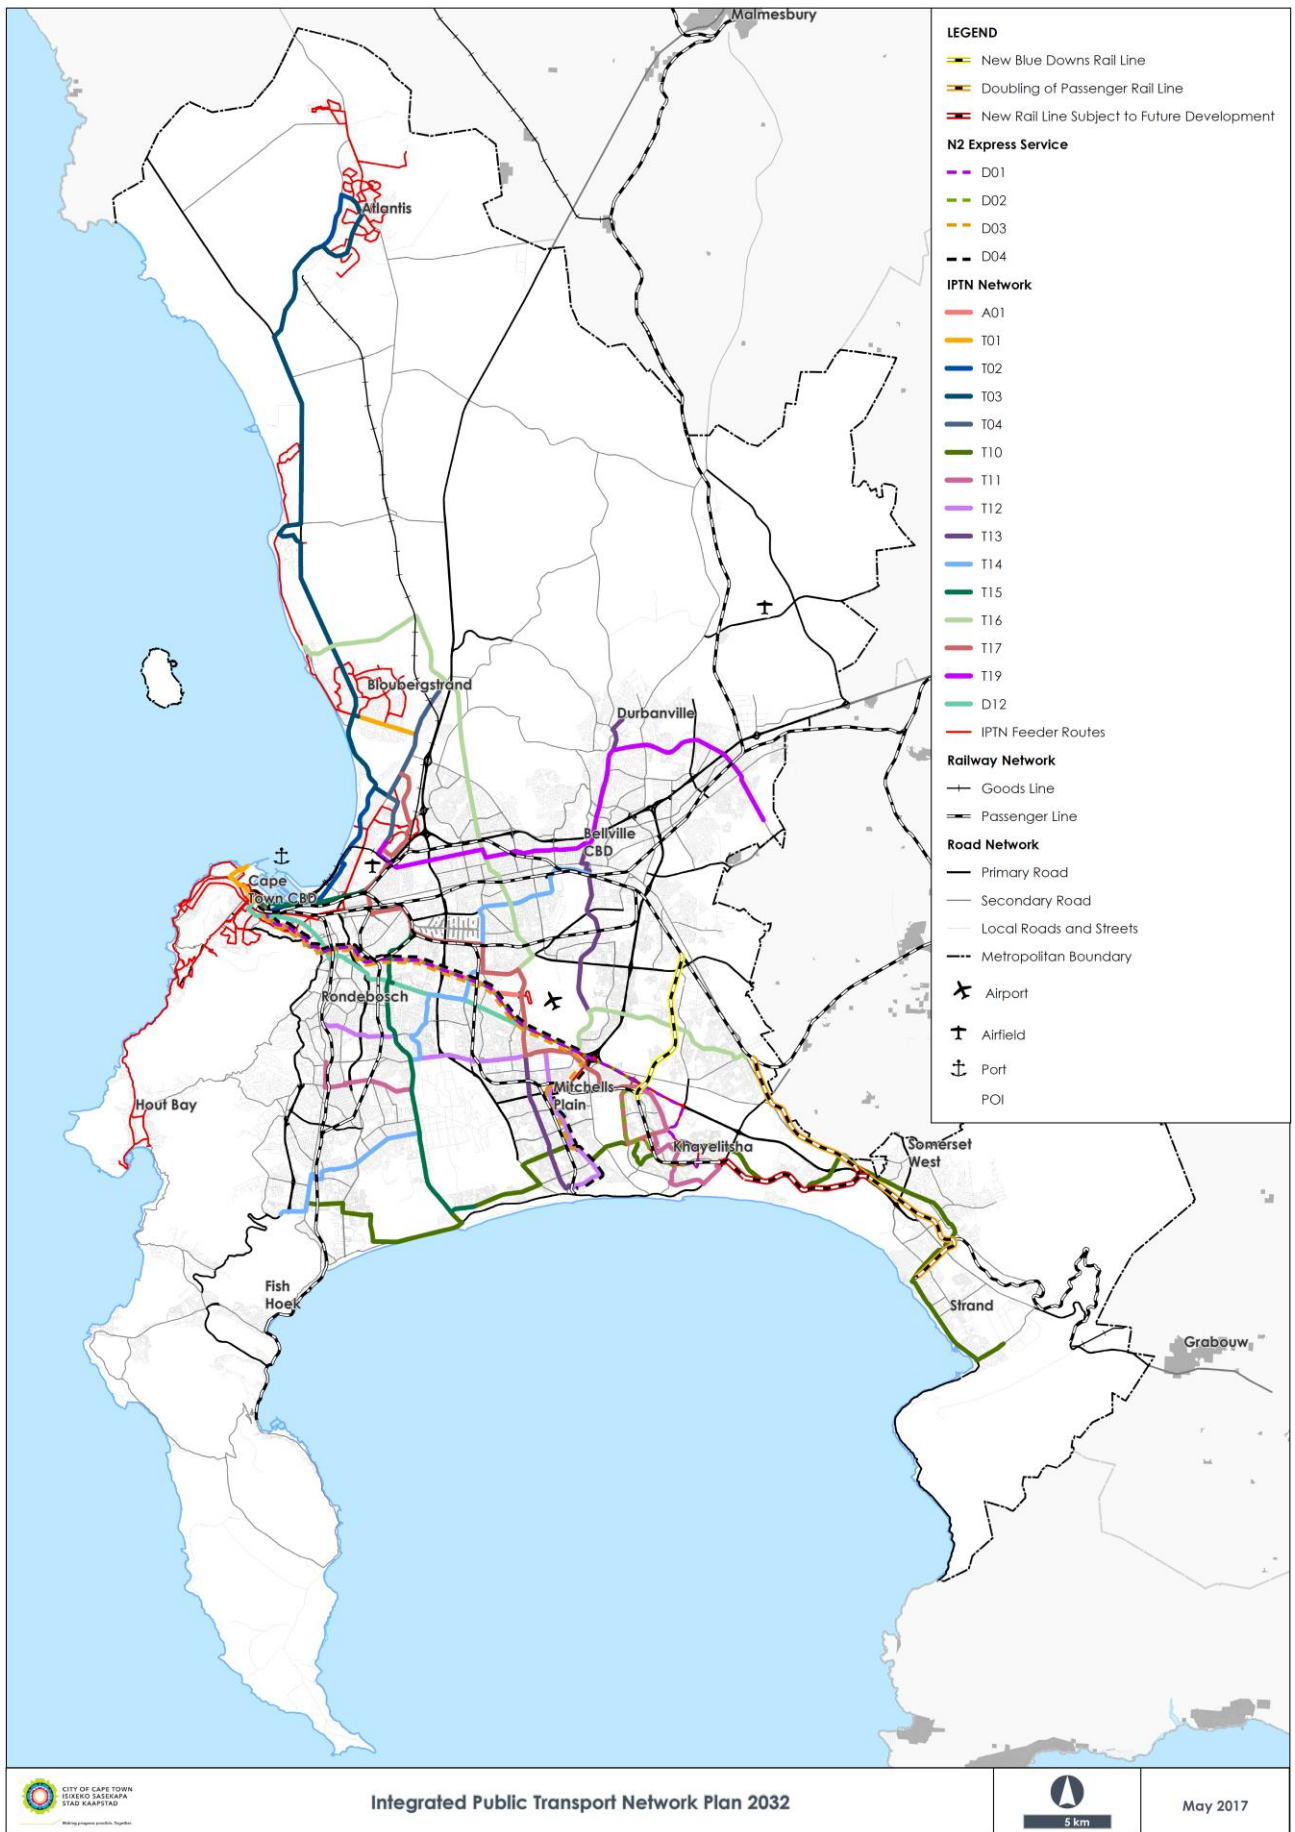 Malmesbury
Atlantis
Bloubergstrand
Durbanville
Bellville
CBD
Cape
Town CBD
Rondebosch
Mitchells
Plain
Hout Bay
Khayelitsha
Somerset
West
Fish
Hoek
Strand
Grabouw
LEGEND
New Blue Downs Rail Line
Doubling of Passenger Rail Line
New Rail Line Subject to Future Development
N2 Express Service
D01
D02
D03
D04
IPTN Network
A01
T01
T02
T03
T04
T10
T11
T12
T13
T14
T15
T16
T17
T19
D12
IPTN Feeder Routes
Railway Network
Goods Line
Passenger Line
Road Network
Primary Road
Secondary Road
Local Roads and Streets
Metropolitan Boundary
Airport
Airfield
Port
POI
CITY OF CAPE TOWN
ISIXEKO SASEKAPA
STAD KAAPSTAD
Making progress possible. Together.
Integrated Public Transport Network Plan 2032
5 km
May 2017